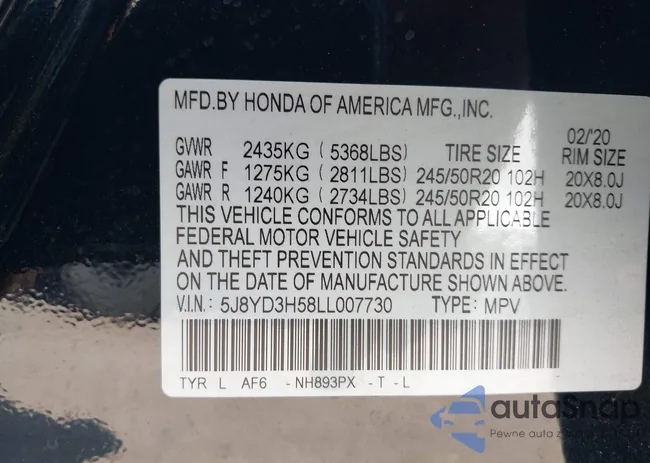 MFD.BY HONDA OF AMERICA MFG.,INC.
02/'20
GVWR 2435KG (5368LBS) TIRE SIZE RIM SIZE
GAWR F 1275KG (2811LBS) 245/50R20 102H 20X8.0J
GAWR R 1240KG (2734LBS) 245/50R20 102H 20X8.0J
THIS VEHICLE CONFORMS TO ALL APPLICABLE
FEDERAL MOTOR VEHICLE SAFETY
AND THEFT PREVENTION STANDARDS IN EFFECT
ON THE DATE OF MANUFACTURE SHOWN ABOVE.
V.I.N.: 5J8YD3H58LL007730 TYPE: MPV
TYR L AF6 -NH893PX -T -L
autoSnap
Pewne auto z